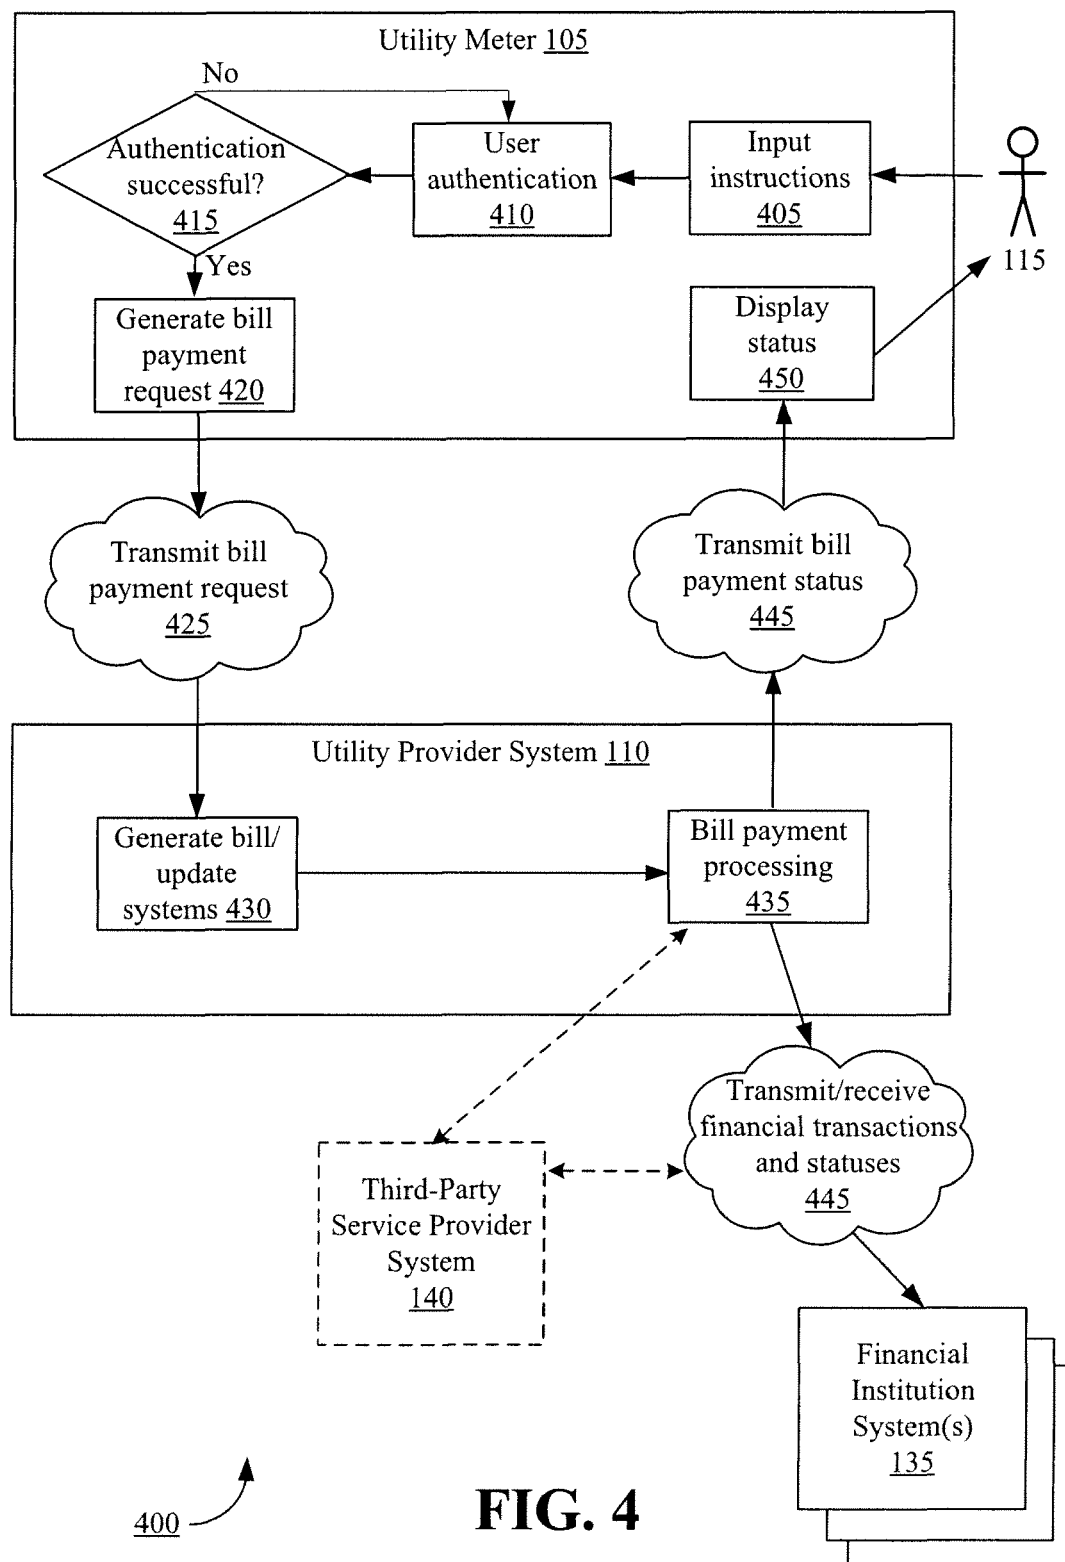 Utility Meter 105
No
Authentication
successful?
415
User
authentication
410
Input
instructions
405
115
Yes
Generate bill
payment
request 420
Display
status
450
Transmit bill
payment request
425
Transmit bill
payment status
445
Utility Provider System 110
Generate bill/
update
systems 430
Bill payment
processing
435
Transmit/receive
financial transactions
and statuses
445
Third-Party
Service Provider
System
140
Financial
Institution
System(s)
135
400
FIG. 4